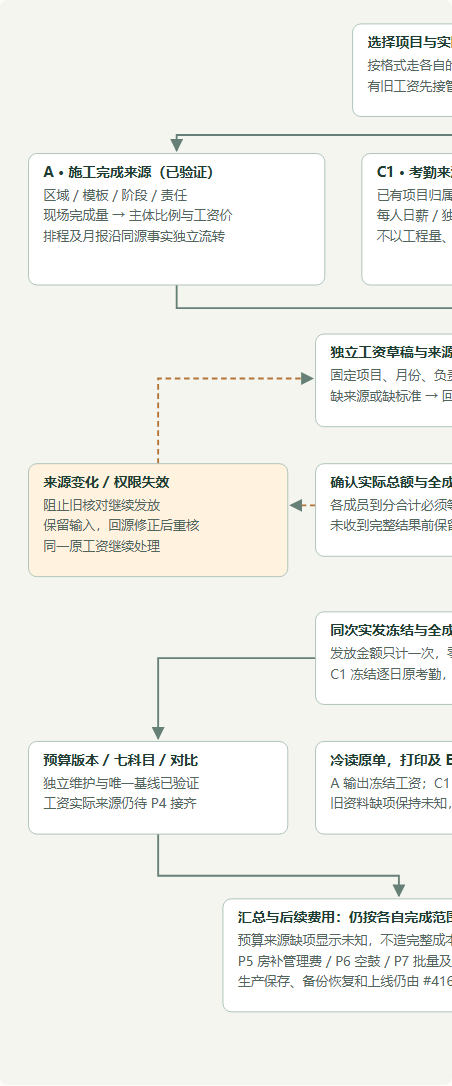 选择项目与实
按格式走各自的
有旧工资先接管
A · 施工完成来源（已验证）
区域 / 模板 / 阶段 / 责任
现场完成量 → 主体比例与工资价
排程及月报沿同源事实独立流转
C1 · 考勤来
已有项目归属
每人日薪 / 独
不以工程量、
独立工资草稿与来源
固定项目、月份、负责
缺来源或缺标准 → 回
来源变化 / 权限失效
阻止旧核对继续发放
保留输入，回源修正后重核
同一原工资继续处理
确认实际总额与全成
各成员到分合计必须等
未收到完整结果前保留
同次实发冻结与全成
发放金额只计一次，零
C1 冻结逐日原考勤，
预算版本 / 七科目 / 对比
独立维护与唯一基线已验证
工资实际来源仍待 P4 接齐
冷读原单，打印及 E
A 输出冻结工资；C1
旧资料缺项保持未知，
汇总与后续费用：仍按各自完成范围
预算来源缺项显示未知，不造完整成本
P5 房补管理费 / P6 空鼓 / P7 批量及
生产保存、备份恢复和上线仍由 #416